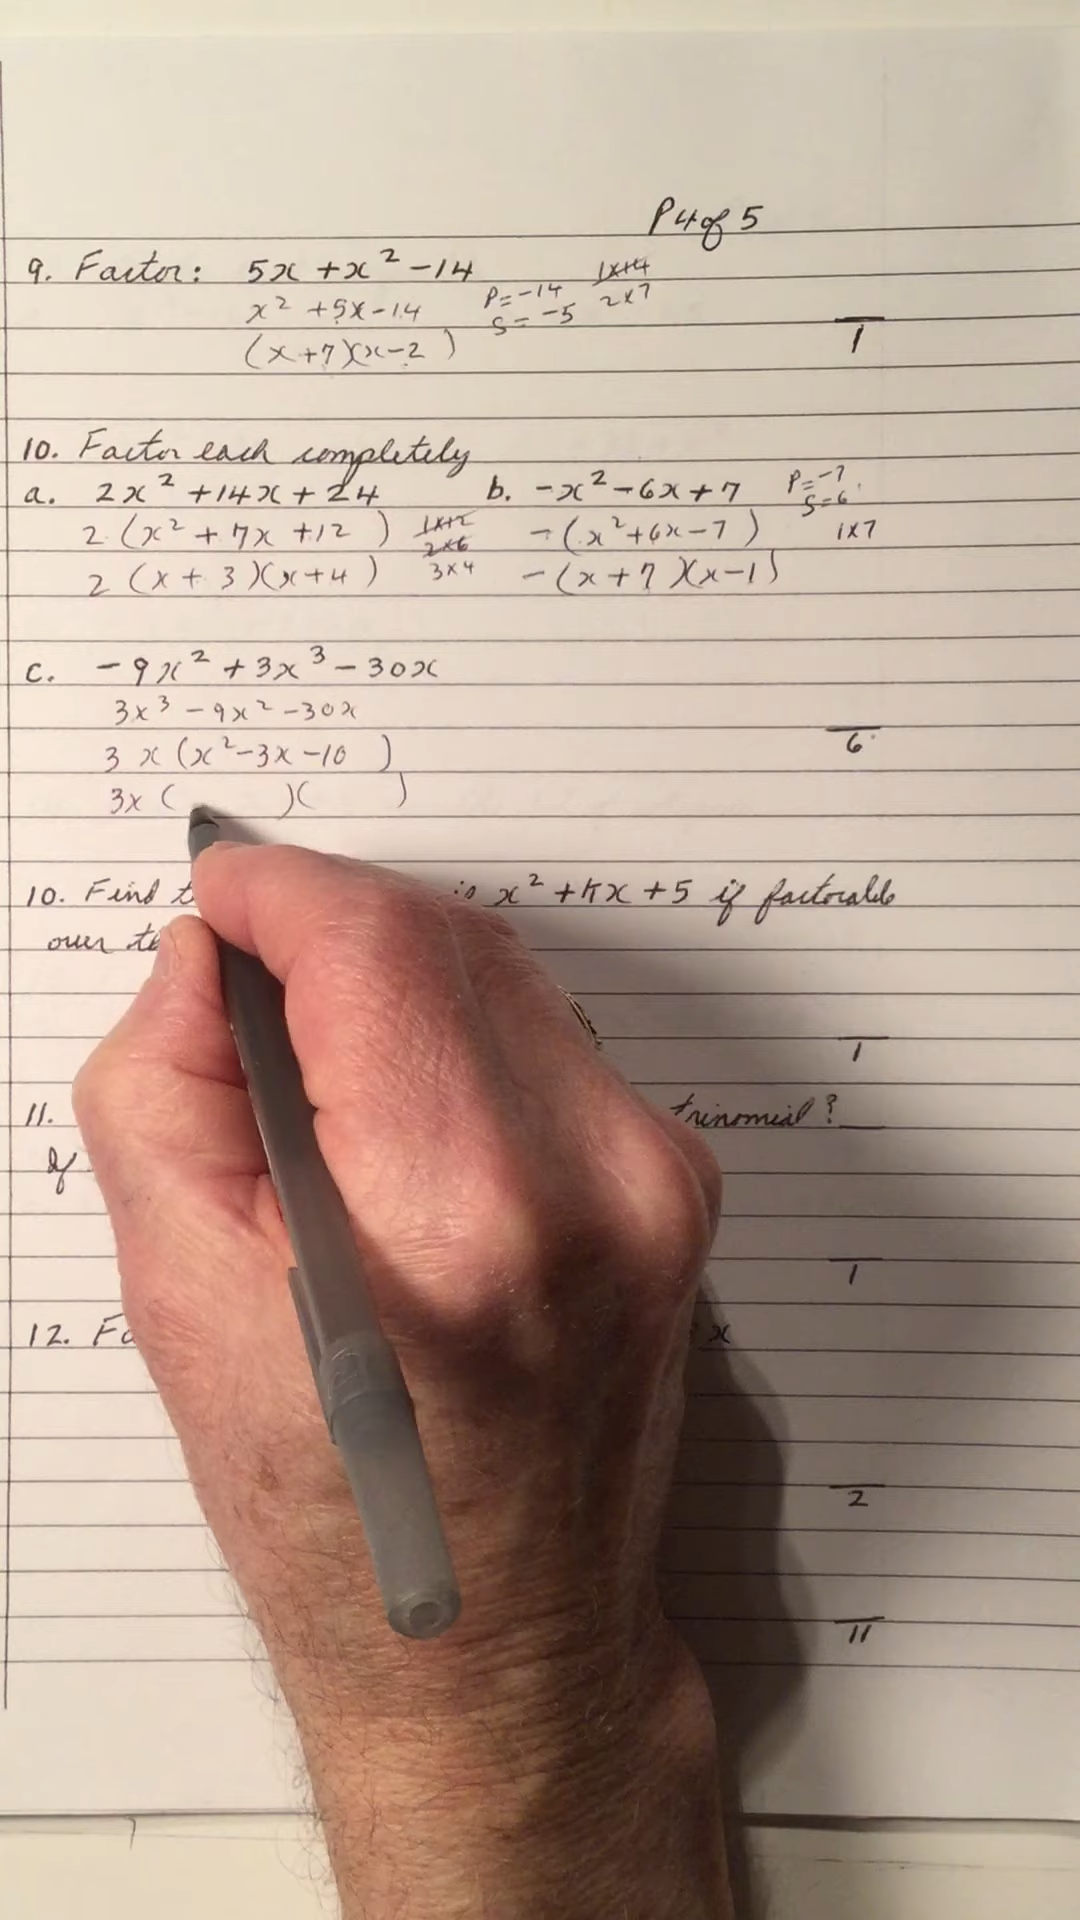 P 4 of 5
9. Factor: 5x + x² - 14 1x14
x² + 5x - 14 P = -14 2x7
S = -5
(x + 7)(x - 2) 1
10. Factor each completely
a. 2x² + 14x + 24 b. -x² - 6x + 7 P = -7
S = 6
2 (x² + 7x + 12) 1x12 - (x² + 6x - 7) 1x7
2x6
2 (x + 3)(x + 4) 3x4 - (x + 7)(x - 1)
c. -9x² + 3x³ - 30x
3x³ - 9x² - 30x
3x (x² - 3x - 10) 6
3x ( )( )
10. Find x² + kx + 5 if factorable
over
1
11. trinomial?
If
1
12. x
2
11